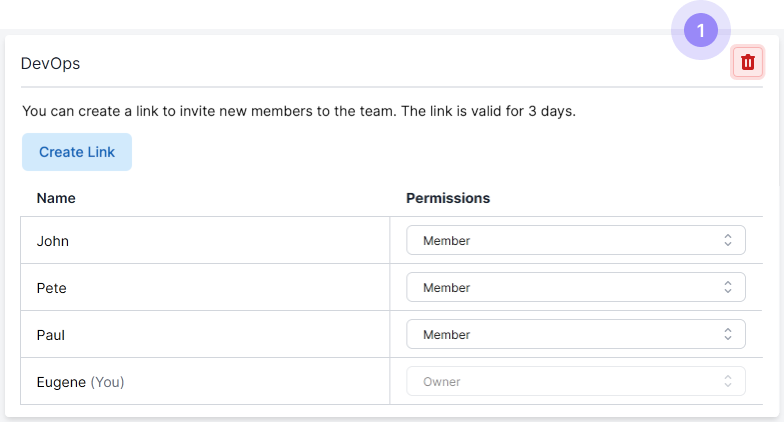 1
DevOps
You can create a link to invite new members to the team. The link is valid for 3 days.
Create Link
Name Permissions
John Member
Pete Member
Paul Member
Eugene (You) Owner